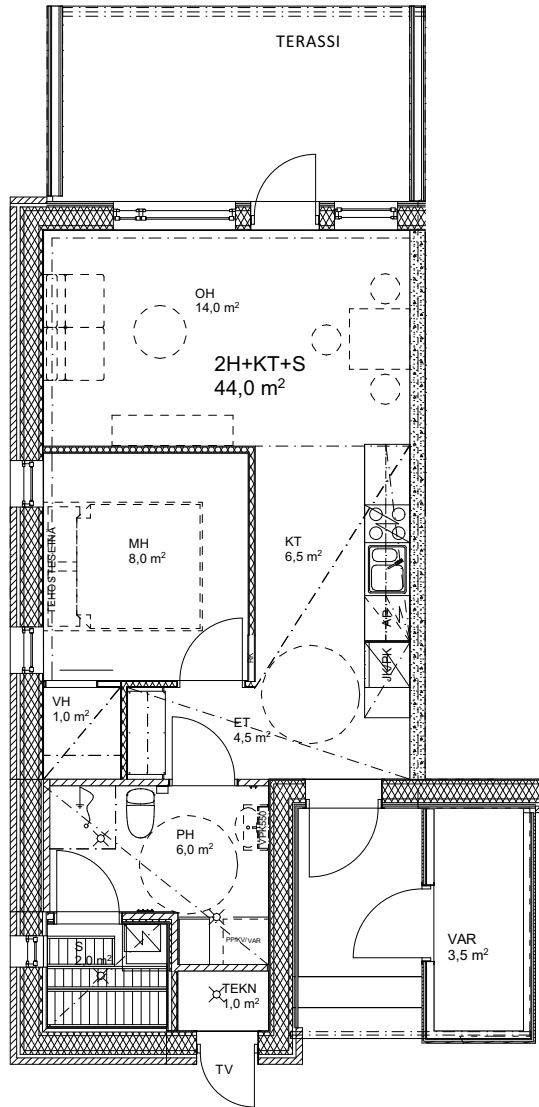 TERASSI
OH
14,0 m²
2H+KT+S
44,0 m²
MH
8,0 m²
TEHOSTESEINÄ
KT
6,5 m²
AP
JK/PK
RK
VH
1,0 m²
ET
4,5 m²
PH
6,0 m²
PPKKV/VAR
S
2,0 m²
VAR
3,5 m²
TEKN
1,0 m²
TV